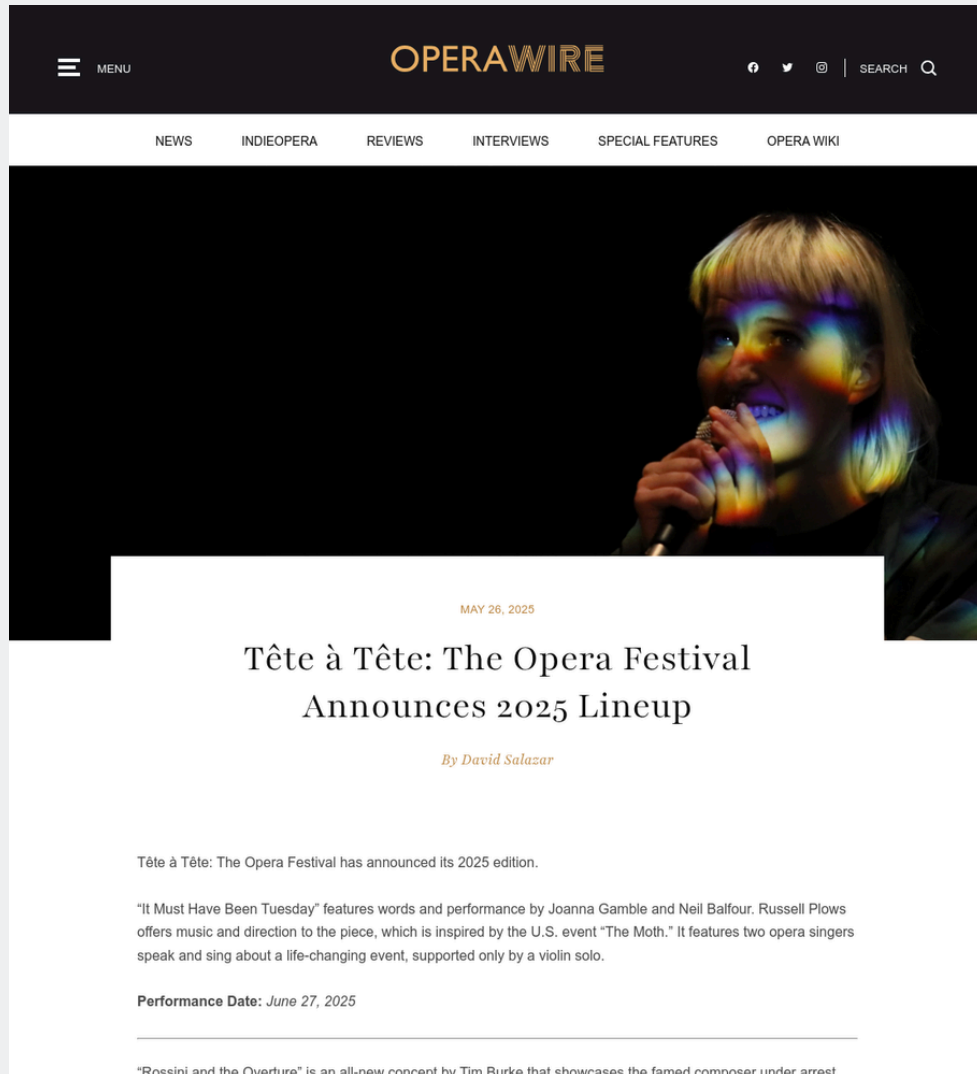 MENU
OPERAWIRE
SEARCH
NEWS INDIEOPERA REVIEWS INTERVIEWS SPECIAL FEATURES OPERA WIKI
MAY 26, 2025
Tête à Tête: The Opera Festival
Announces 2025 Lineup
By David Salazar
Tête à Tête: The Opera Festival has announced its 2025 edition.
“It Must Have Been Tuesday” features words and performance by Joanna Gamble and Neil Balfour. Russell Plows
offers music and direction to the piece, which is inspired by the U.S. event “The Moth.” It features two opera singers
speak and sing about a life-changing event, supported only by a violin solo.
Performance Date: June 27, 2025
“Rossini and the Overture” is an all-new concept by Tim Burke that showcases the famed composer under arrest